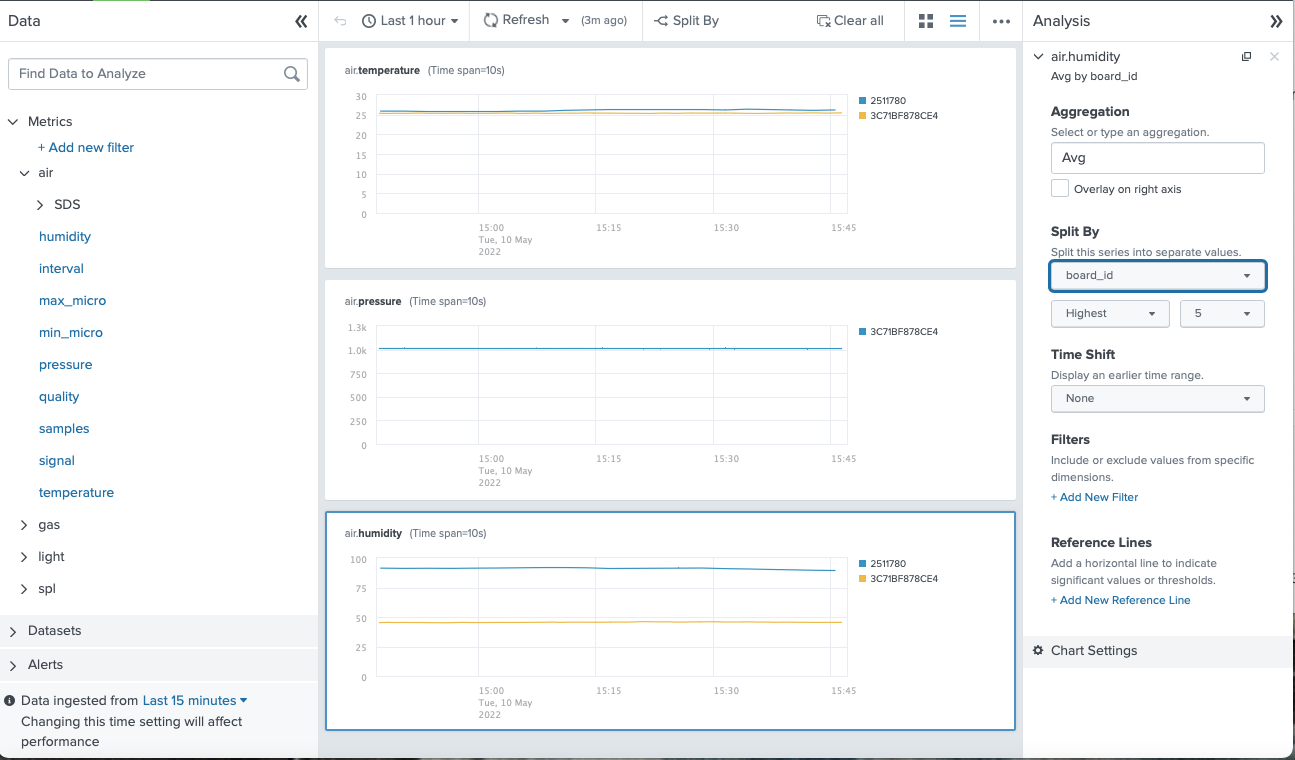 Data
Find Data to Analyze
Metrics
+ Add new filter
air
SDS
humidity
interval
max_micro
min_micro
pressure
quality
samples
signal
temperature
gas
light
spl
Datasets
Alerts
Data ingested from Last 15 minutes
Changing this time setting will affect
performance
Last 1 hour
Refresh
(3m ago)
Split By
Clear all
air.temperature (Time span=10s)
30
25
20
15
10
5
0
15:00
Tue, 10 May
2022
15:15
15:30
15:45
2511780
3C71BF878CE4
air.pressure (Time span=10s)
1.3k
1.0k
750
500
250
0
15:00
Tue, 10 May
2022
15:15
15:30
15:45
3C71BF878CE4
air.humidity (Time span=10s)
100
75
50
25
0
15:00
Tue, 10 May
2022
15:15
15:30
15:45
2511780
3C71BF878CE4
Analysis
air.humidity
Avg by board_id
Aggregation
Select or type an aggregation.
Avg
Overlay on right axis
Split By
Split this series into separate values.
board_id
Highest
5
Time Shift
Display an earlier time range.
None
Filters
Include or exclude values from specific
dimensions.
+ Add New Filter
Reference Lines
Add a horizontal line to indicate
significant values or thresholds.
+ Add New Reference Line
Chart Settings